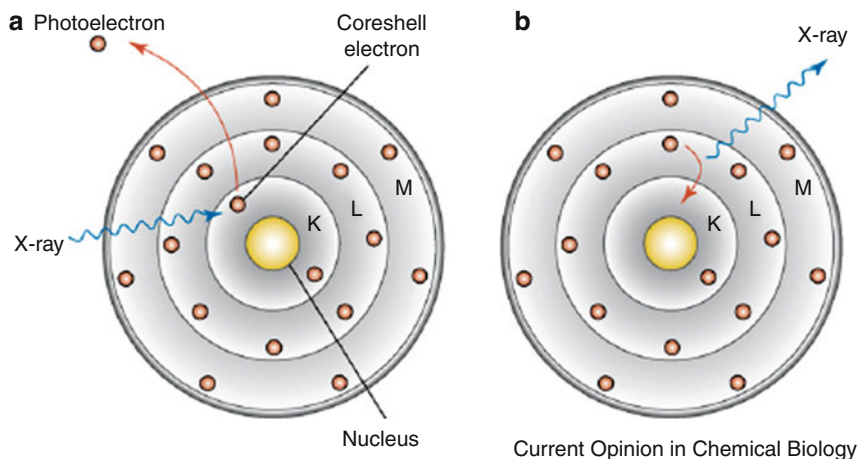 a
Photoelectron
Coreshell
electron
X-ray
K
L
M
Nucleus
b
X-ray
K
L
M
Current Opinion in Chemical Biology